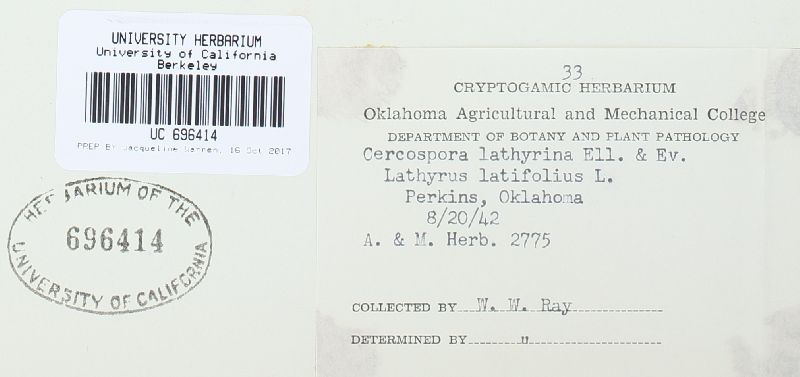 UNIVERSITY HERBARIUM
University of California
Berkeley
UC 696414
PREP BY Jacqueline Warren, 16 Oct 2017
HERBARIUM OF THE
696414
UNIVERSITY OF CALIFORNIA
33
CRYPTOGAMIC HERBARIUM
Oklahoma Agricultural and Mechanical College
DEPARTMENT OF BOTANY AND PLANT PATHOLOGY
Cercospora lathyrina Ell. & Ev.
Lathyrus latifolius L.
Perkins, Oklahoma
8/20/42
A. & M. Herb. 2775
COLLECTED BY W. W. Ray
DETERMINED BY "